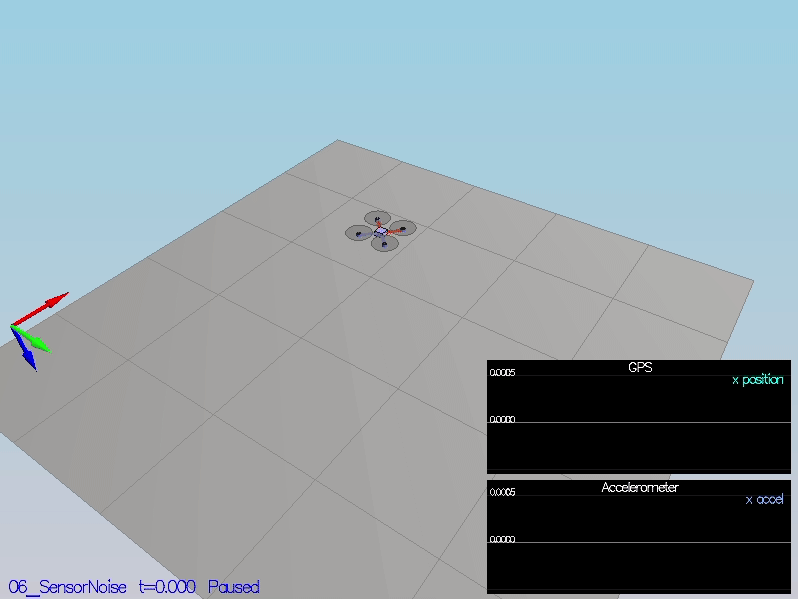 GPS
0.0005
x position
0.0000
Accelerometer
0.0005
x accel
0.0000
06_SensorNoise t=0.000 Paused